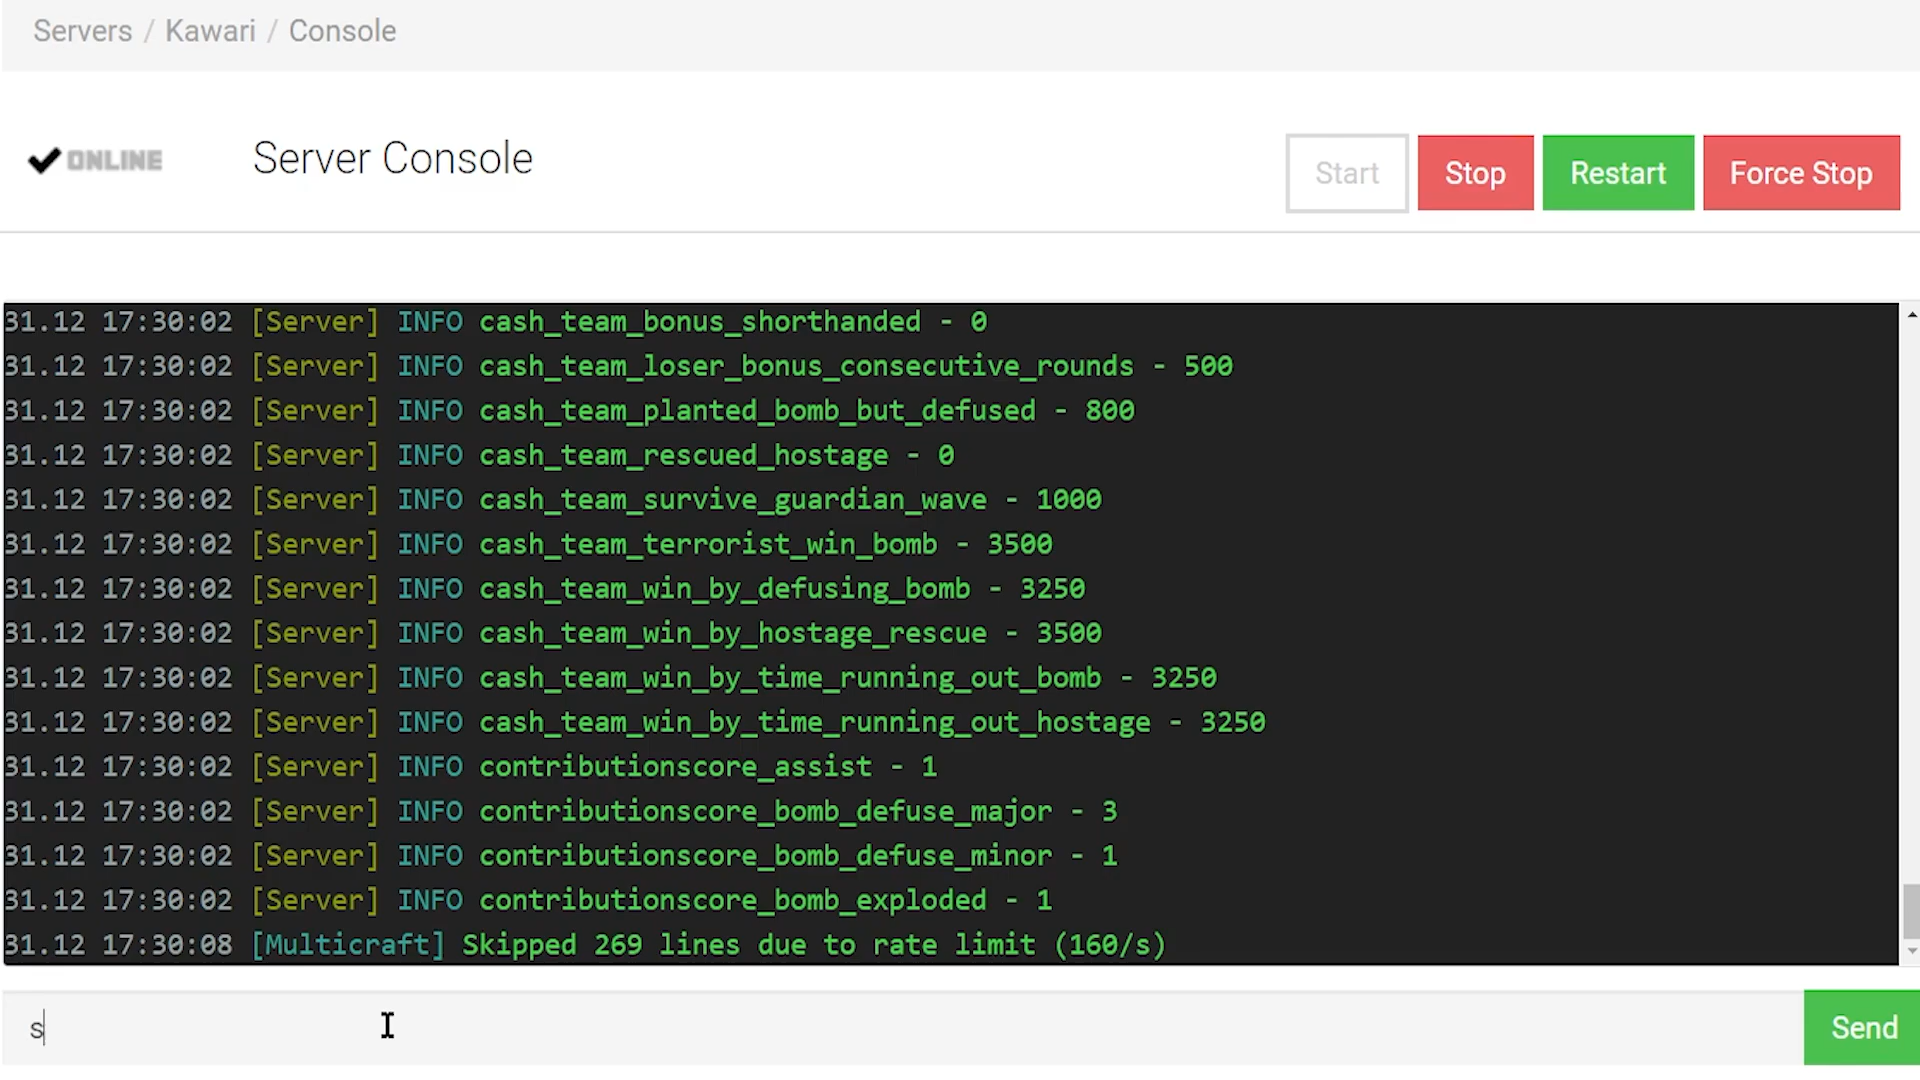 Servers / Kawari / Console
ONLINE
Server Console
Start
Stop
Restart
Force Stop
31.12 17:30:02 [Server] INFO cash_team_bonus_shorthanded - 0
31.12 17:30:02 [Server] INFO cash_team_loser_bonus_consecutive_rounds - 500
31.12 17:30:02 [Server] INFO cash_team_planted_bomb_but_defused - 800
31.12 17:30:02 [Server] INFO cash_team_rescued_hostage - 0
31.12 17:30:02 [Server] INFO cash_team_survive_guardian_wave - 1000
31.12 17:30:02 [Server] INFO cash_team_terrorist_win_bomb - 3500
31.12 17:30:02 [Server] INFO cash_team_win_by_defusing_bomb - 3250
31.12 17:30:02 [Server] INFO cash_team_win_by_hostage_rescue - 3500
31.12 17:30:02 [Server] INFO cash_team_win_by_time_running_out_bomb - 3250
31.12 17:30:02 [Server] INFO cash_team_win_by_time_running_out_hostage - 3250
31.12 17:30:02 [Server] INFO contributionscore_assist - 1
31.12 17:30:02 [Server] INFO contributionscore_bomb_defuse_major - 3
31.12 17:30:02 [Server] INFO contributionscore_bomb_defuse_minor - 1
31.12 17:30:02 [Server] INFO contributionscore_bomb_exploded - 1
31.12 17:30:08 [Multicraft] Skipped 269 lines due to rate limit (160/s)
s
Send